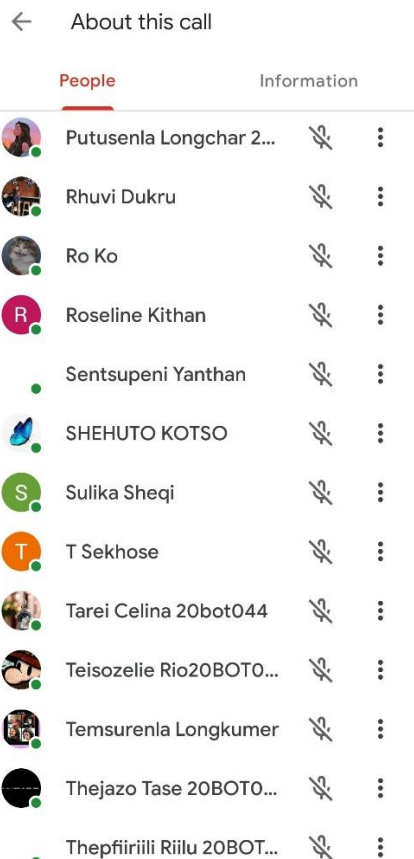 About this call
People
Information
Putusenla Longchar 2...
Rhuvi Dukru
Ro Ko
R
Roseline Kithan
Sentsupeni Yanthan
SHEHUTO KOTSO
S
Sulika Sheqi
T
T Sekhose
Tarei Celina 20bot044
Teisozelie Rio20BOT0...
Temsurenla Longkumer
Thejazo Tase 20BOT0...
Thepfiiriili Riilu 20BOT...